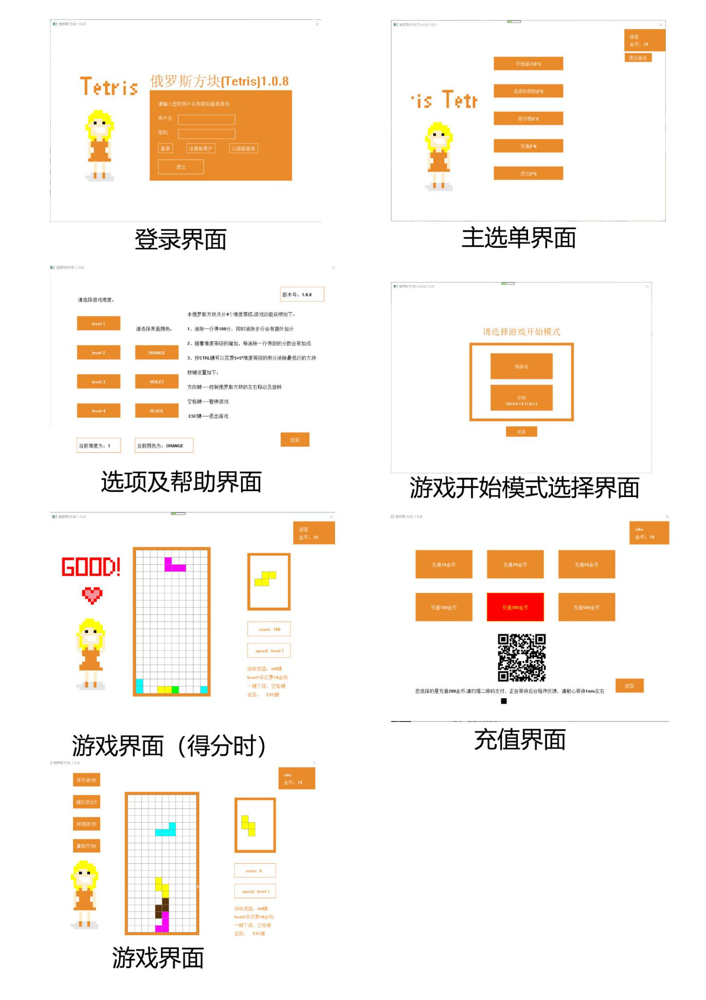 俄罗斯方块 1.0.8
Tetris
俄罗斯方块(Tetris)1.0.8
请输入您的用户名和密码登录游戏
用户名
密码
登录
注册新用户
以游客登录
退出
登录界面
俄罗斯方块(Tetris)1.0.9
游客
金币：10
退出登录
is Tetr
开始游戏(F1)
选项和帮助(F2)
排行榜(F3)
充值(F4)
退出(F5)
主选单界面
俄罗斯方块 1.0.8
版本号：1.0.8
请选择游戏难度：
level 1
level 2
level 3
level 4
请选择界面颜色：
ORANGE
VIOLET
BLACK
本俄罗斯方块共分4个难度等级,游戏功能说明如下：
1、消除一行得100分，同时消除多行会有额外加分
2、随着难度等级的增加，每消除一行得到的分数会有加成
3、按CTRL键可以花费5+5*难度等级的积分消除最低行的方块
按键设置如下：
方向键——控制俄罗斯方块的左右移动及旋转
空格键——暂停游戏
ESC键——退出游戏
当前难度为：1
当前颜色为：ORANGE
返回
选项及帮助界面
俄罗斯方块(Tetris)1.0.9
请选择游戏开始模式
新游戏
存档
2019-6-14 11:8:13
返回
游戏开始模式选择界面
俄罗斯方块 1.0.8
游客
金币：10
GOOD!
score: 100
speed: level 1
消除底层：ctrl键
level1将花费10金钱
一键下落：空格键
返回： ESC键
游戏界面（得分时）
俄罗斯方块 1.0.8
slks
金币：10
充值10金币
充值20金币
充值50金币
充值100金币
充值200金币
充值500金币
您选择的是充值200金币,请扫描二维码支付，正在等待后台程序反馈，请耐心等待1min左右
返回
充值界面
俄罗斯方块 1.0.8
slks
金币：10
保存游戏!
确定退出?
继续游戏!
重新开始!
5
score: 0
speed: level 1
消除底层：ctrl键
level1将花费10金钱
一键下落：空格键
返回： ESC键
游戏界面